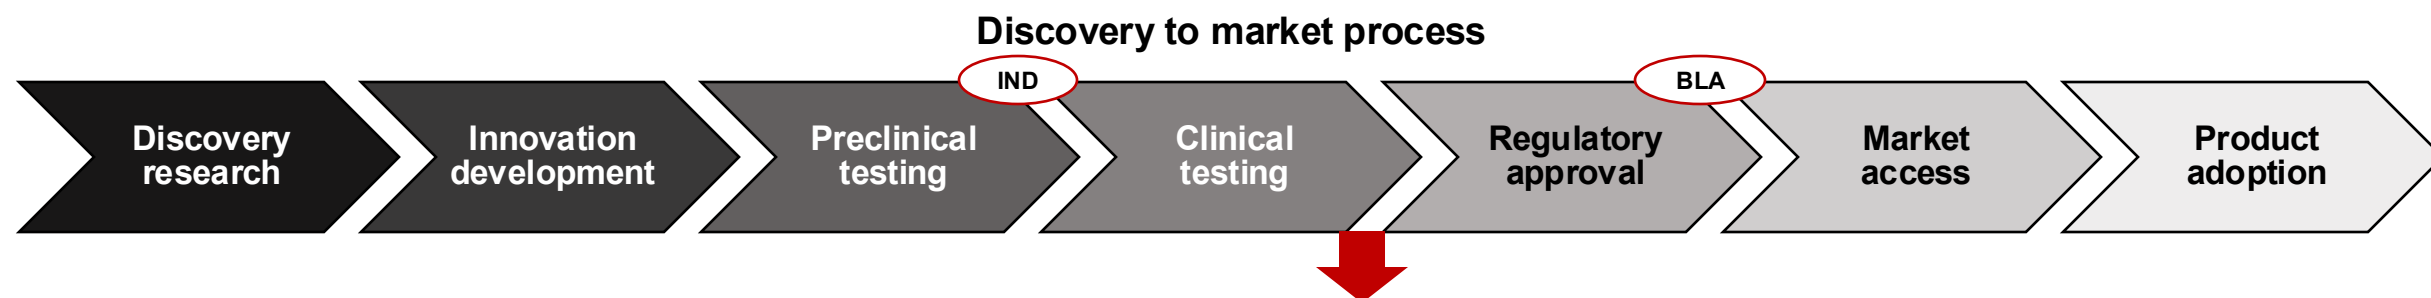 Discovery to market process
IND
BLA
Discovery
research
Innovation
development
Preclinical
testing
Clinical
testing
Regulatory
approval
Market
access
Product
adoption